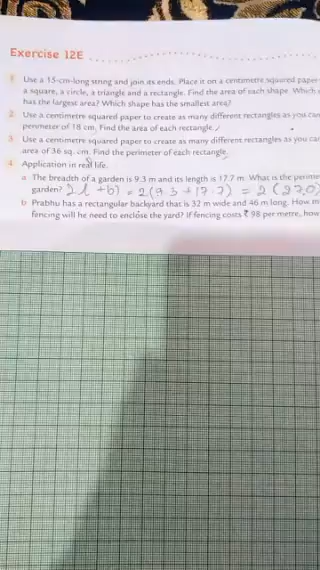 Exercise 12E
1 Use a 15-cm-long string and join its ends. Place it on a centimetre squared paper
a square, a circle, a triangle and a rectangle. Find the area of each shape. Which
has the largest area? Which shape has the smallest area?
2 Use a centimetre squared paper to create as many different rectangles as you can
perimeter of 18 cm. Find the area of each rectangle.
3 Use a centimetre squared paper to create as many different rectangles as you can
area of 36 sq. cm. Find the perimeter of each rectangle.
4 Application in real life.
a The breadth of a garden is 9.3 m and its length is 17.7 m. What is the perime
garden? 2(l + b) = 2(9.3 + 17.7) = 2(27.0)
b Prabhu has a rectangular backyard that is 32 m wide and 46 m long. How m
fencing will he need to enclose the yard? If fencing costs ₹ 98 per metre, how